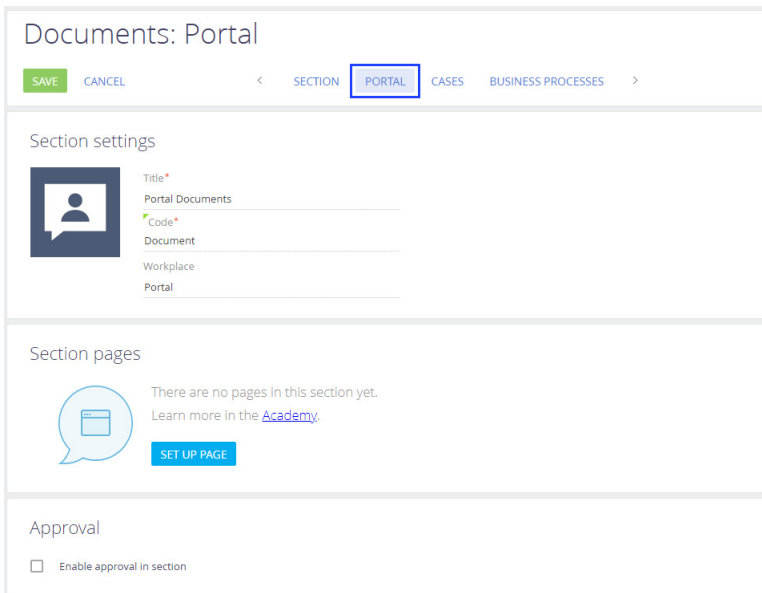 Documents: Portal
SAVE CANCEL < SECTION PORTAL CASES BUSINESS PROCESSES >
Section settings
Title*
Portal Documents
Code*
Document
Workplace
Portal
Section pages
There are no pages in this section yet.
Learn more in the Academy.
SET UP PAGE
Approval
Enable approval in section